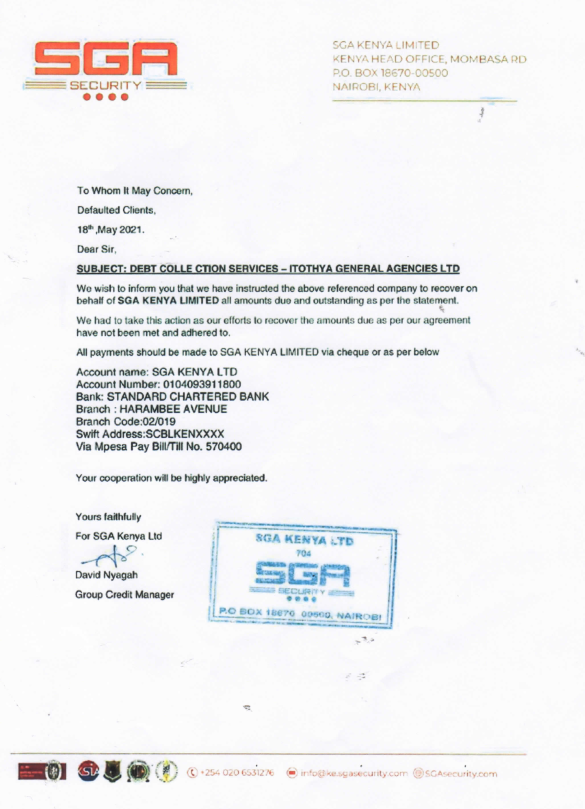 SGA
SECURITY
SGA KENYA LIMITED
KENYA HEAD OFFICE, MOMBASA RD
P.O. BOX 18670-00500
NAIROBI, KENYA
To Whom It May Concern,
Defaulted Clients,
18th ,May 2021.
Dear Sir,
SUBJECT: DEBT COLLE CTION SERVICES – ITOTHYA GENERAL AGENCIES LTD
We wish to inform you that we have instructed the above referenced company to recover on
behalf of SGA KENYA LIMITED all amounts due and outstanding as per the statement.
We had to take this action as our efforts to recover the amounts due as per our agreement
have not been met and adhered to.
All payments should be made to SGA KENYA LIMITED via cheque or as per below
Account name: SGA KENYA LTD
Account Number: 0104093911800
Bank: STANDARD CHARTERED BANK
Branch : HARAMBEE AVENUE
Branch Code:02/019
Swift Address:SCBLKENXXXX
Via Mpesa Pay Bill/Till No. 570400
Your cooperation will be highly appreciated.
Yours faithfully
For SGA Kenya Ltd
David Nyagah
Group Credit Manager
SGA KENYA LTD
704
SGA
SECURITY
P.O BOX 18670 00500, NAIROBI
+254 020 6531276 info@ke.sgasecurity.com @SGAsecurity.com